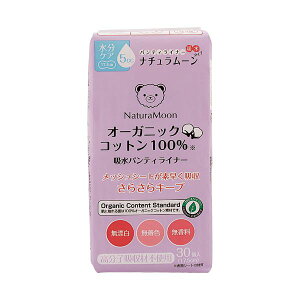 水分
ケア
5cc
パンティライナー
ナチュラムーン
NaturaMoon
オーガニック
コットン100%※
吸水パンティライナー
メッシュシートが素早く吸収
さらさらキープ
Organic Content Standard
無漂白
無着色
無香料
高分子吸収材不使用
30個入